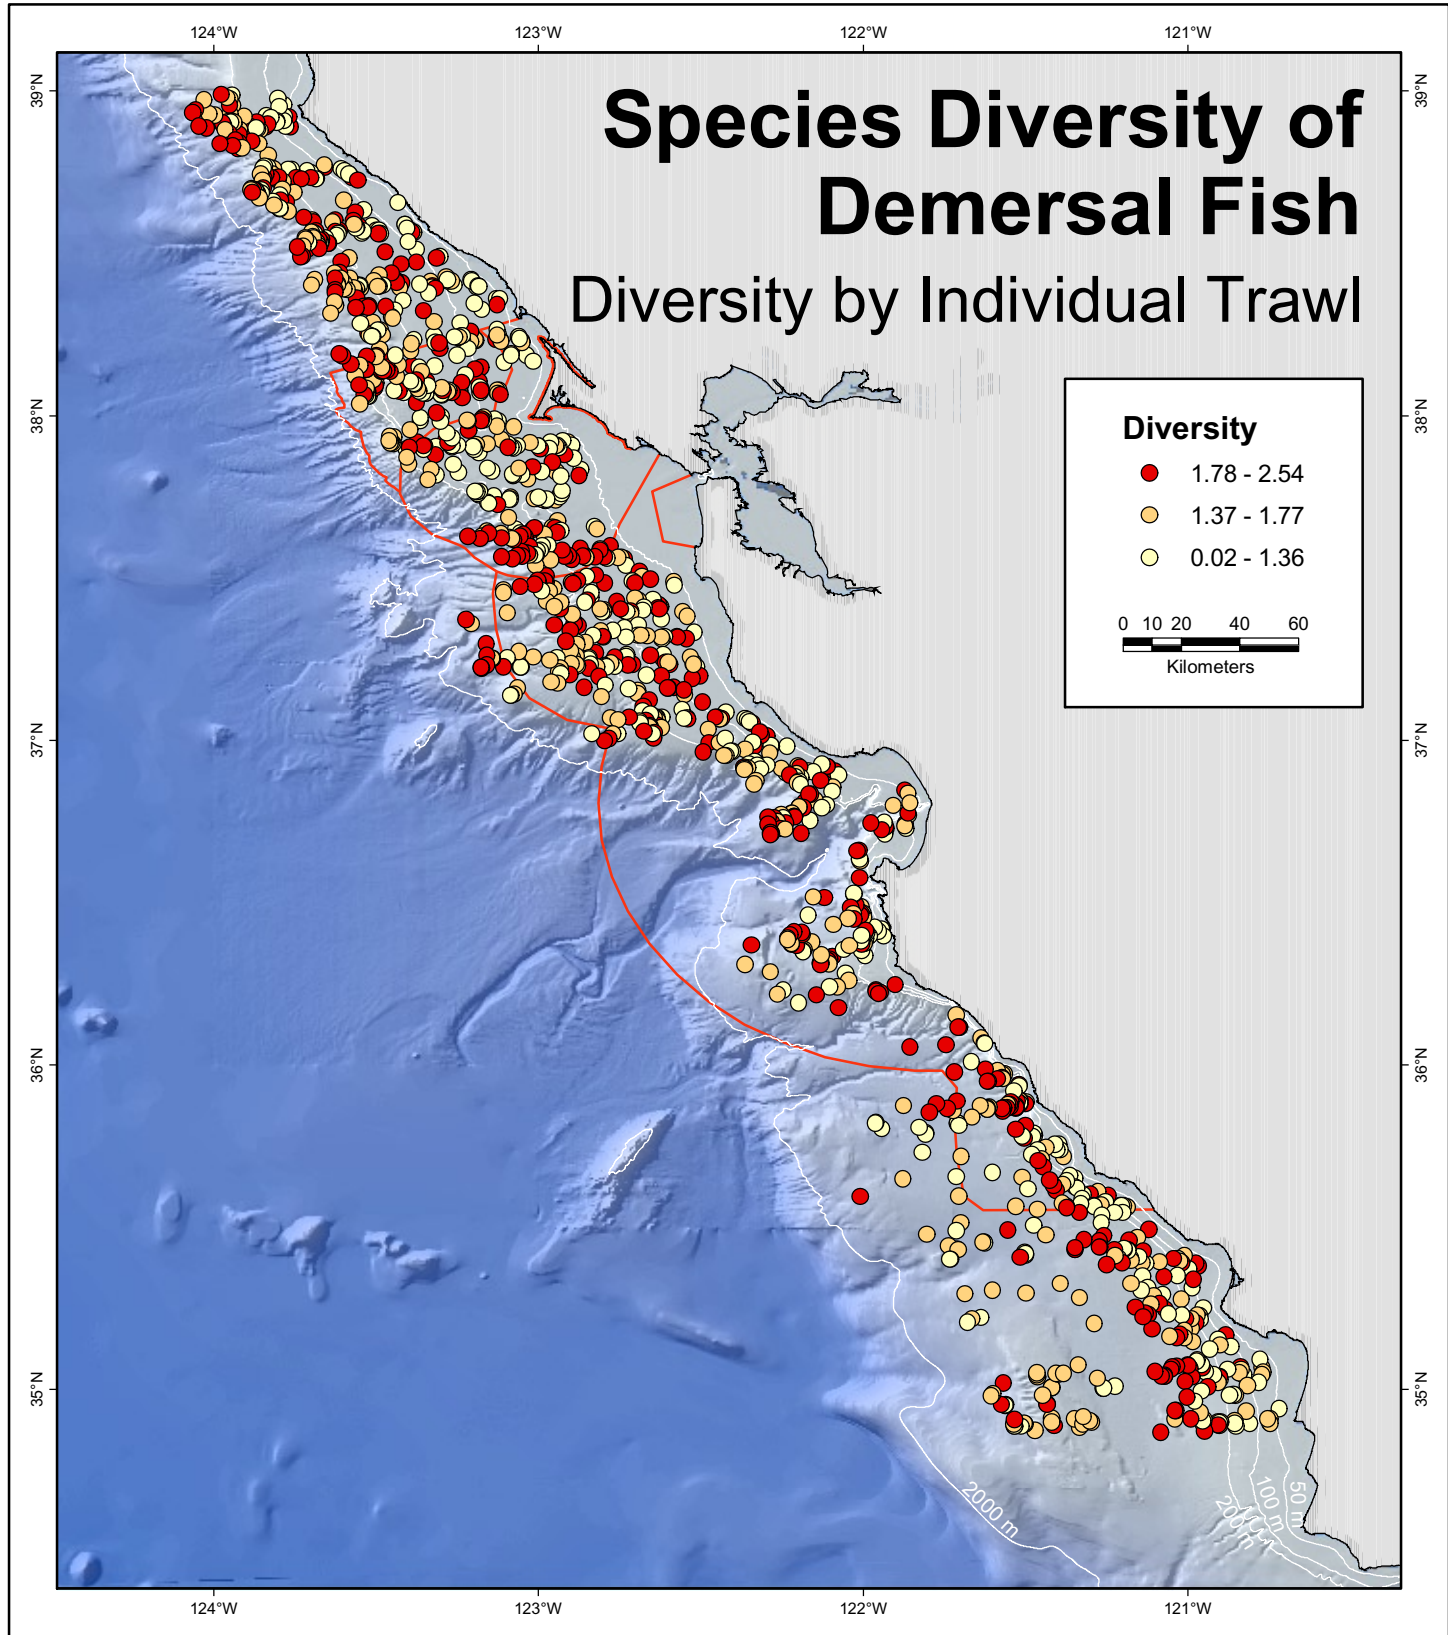 124°W 123°W 122°W 121°W
Species Diversity of
Demersal Fish
Diversity by Individual Trawl
Diversity
1.78 - 2.54
1.37 - 1.77
0.02 - 1.36
0 10 20 40 60
Kilometers
39°N 39°N
38°N 38°N
37°N 37°N
36°N 36°N
35°N 35°N
2000 m
200 m
100 m
50 m
124°W 123°W 122°W 121°W